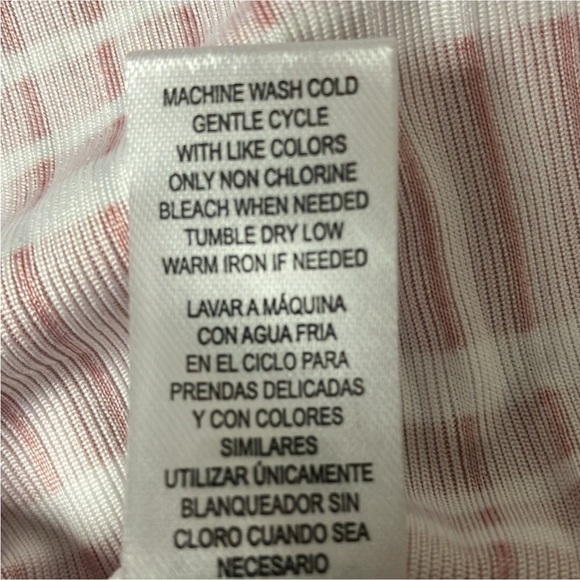 MACHINE WASH COLD
GENTLE CYCLE
WITH LIKE COLORS
ONLY NON CHLORINE
BLEACH WHEN NEEDED
TUMBLE DRY LOW
WARM IRON IF NEEDED
LAVAR A MÁQUINA
CON AGUA FRIA
EN EL CICLO PARA
PRENDAS DELICADAS
Y CON COLORES
SIMILARES
UTILIZAR ÚNICAMENTE
BLANQUEADOR SIN
CLORO CUANDO SEA
NECESARIO